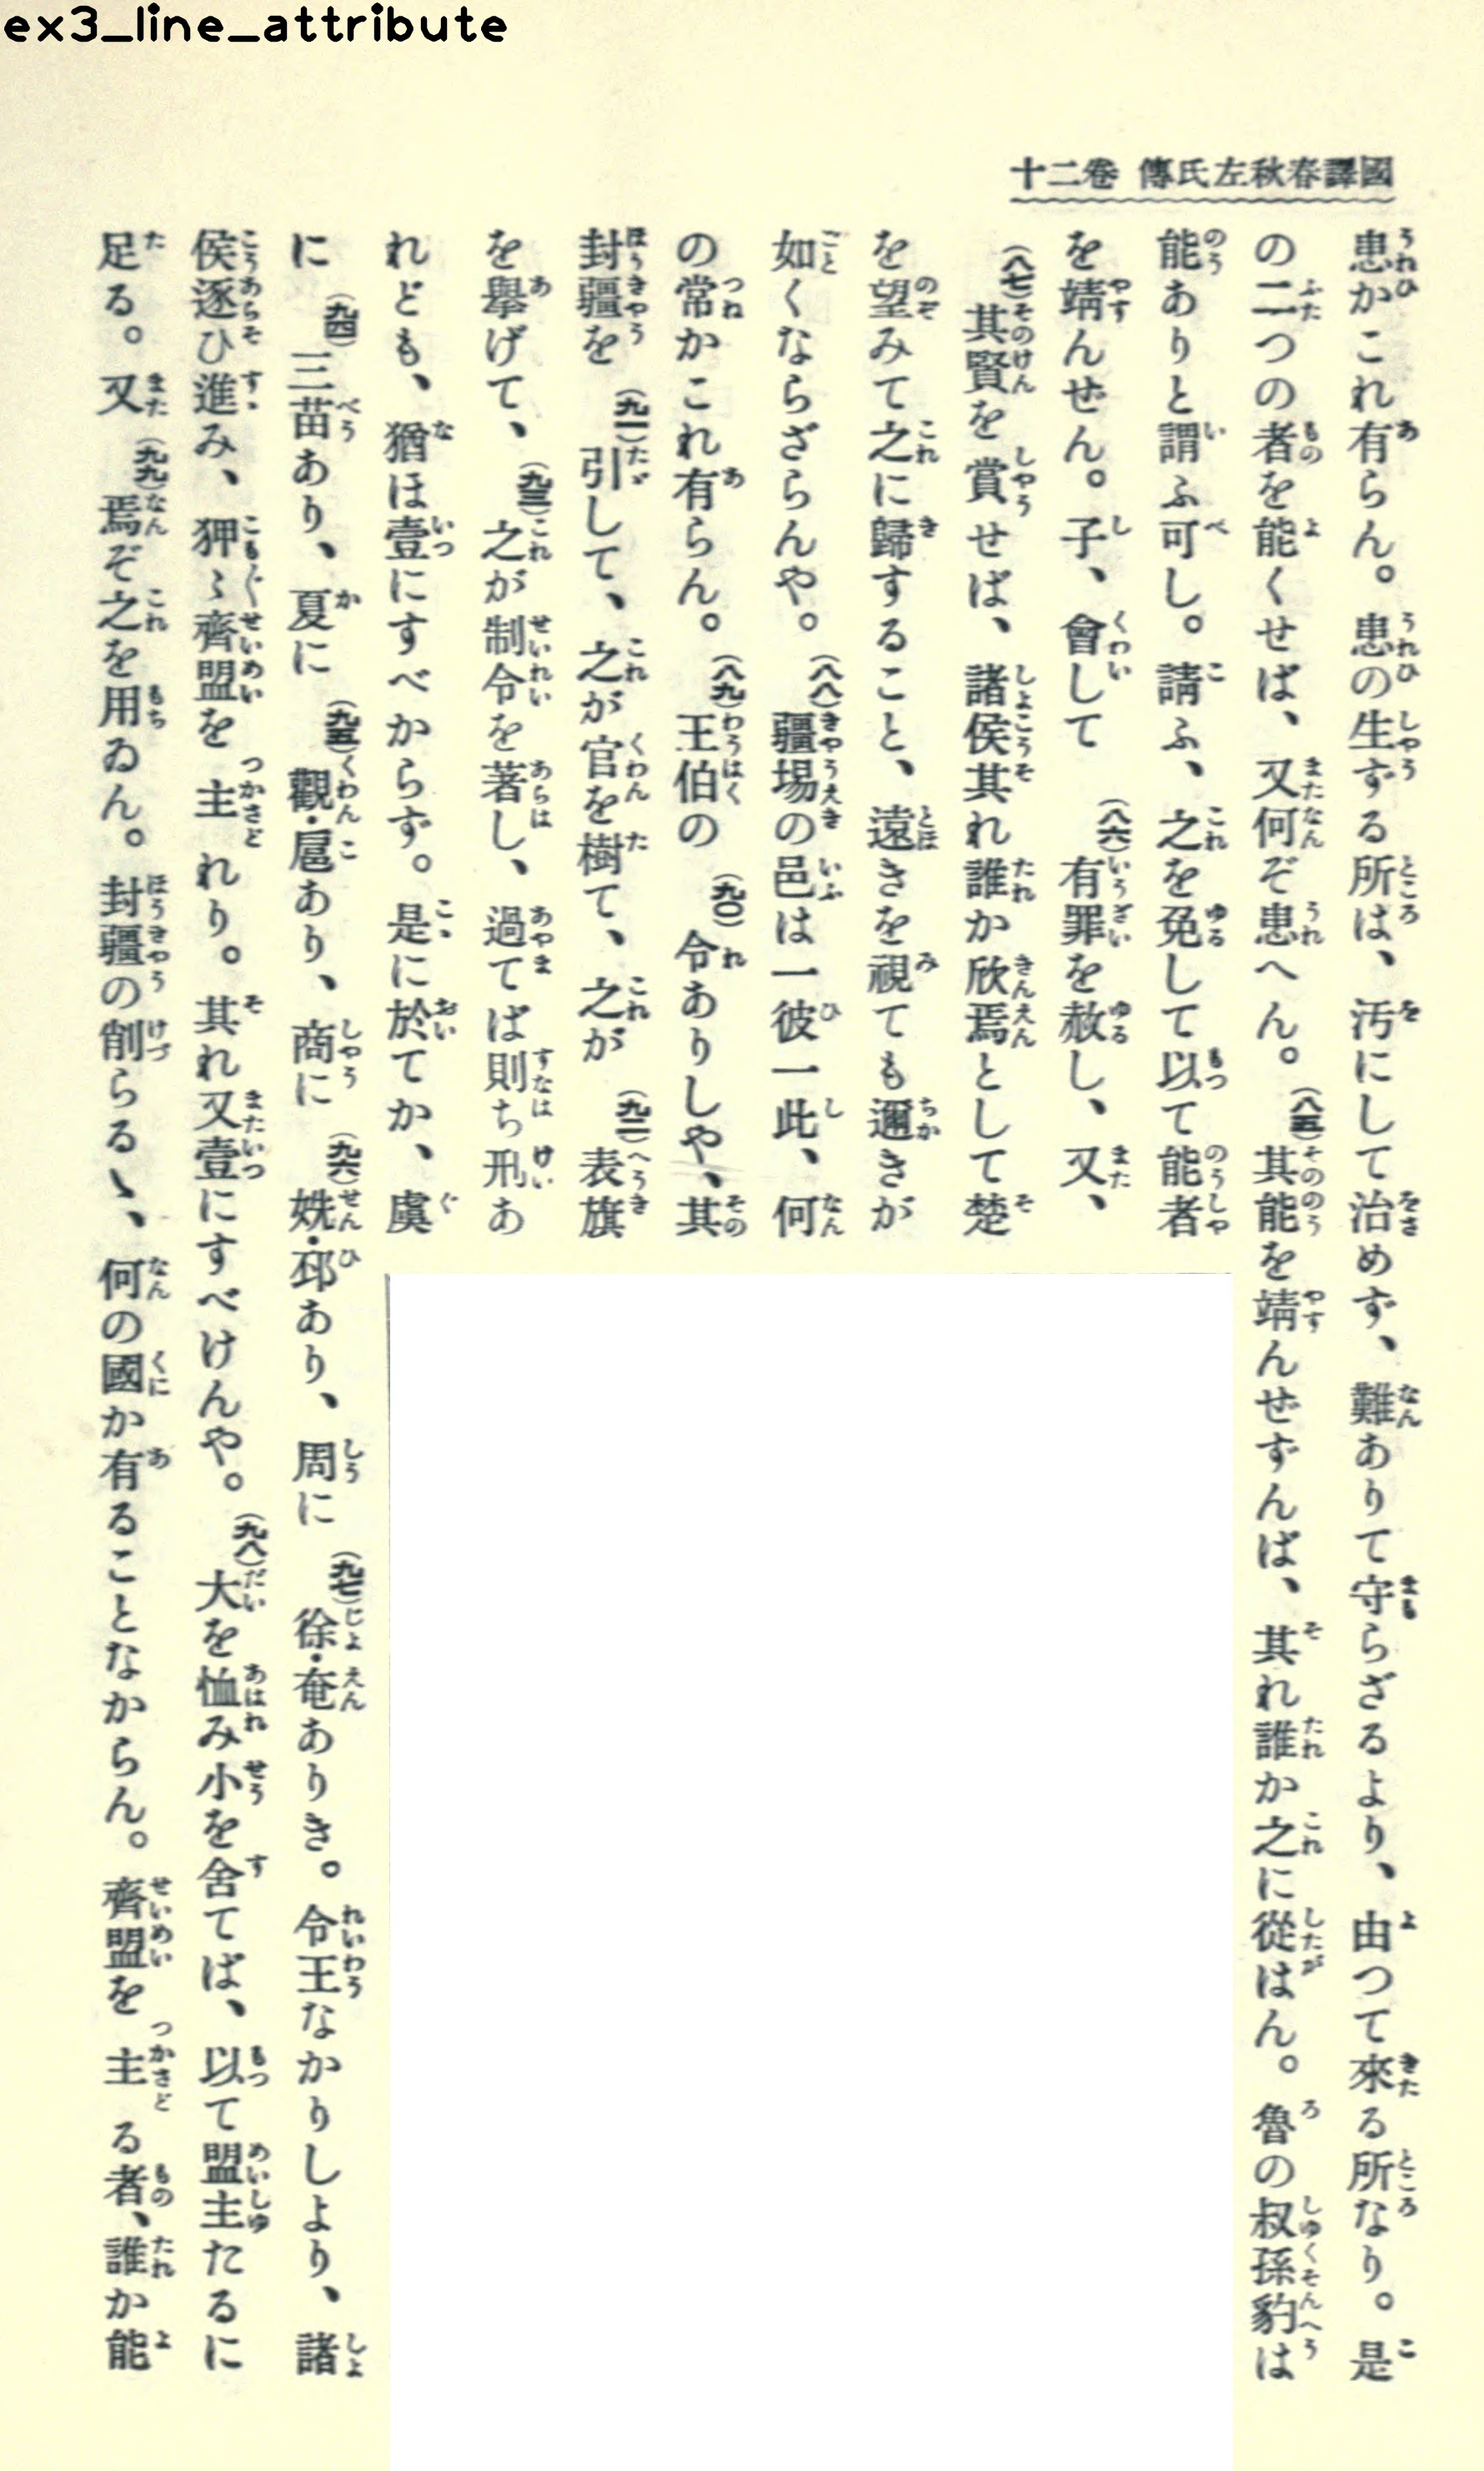 ex3_line_attribute
十二卷 傳氏左秋春譯國
患かこれ有らん。患の生ずる所は、汚にして治めず、難ありて守らざるより、由つて來る所なり。是
の二つの者を能くせば、又何ぞ患へん。(八五)其能を靖んぜずんば、其れ誰か之に從はん。魯の叔孫豹は
能ありと謂ふ可し。請ふ、之を免して以て能者
を靖んぜん。子、會して(八六)有罪を赦し、又、
(八七)其賢を賞せば、諸侯其れ誰か欣焉として楚
を望みて之に歸すること、遠きを視ても邇きが
如くならざらんや。(八八)疆埸の邑は一彼一此、何
の常かこれ有らん。(八九)王伯の(九〇)令ありしや、其
封疆を(九一)引して、之が官を樹て、之が(九二)表旗
を擧げて、(九三)之が制令を著し、過てば則ち刑あ
れども、猶ほ壹にすべからず。是に於てか、虞
に(九四)三苗あり、夏に(九五)觀・扈あり、商に(九六)姺・邳あり、周に(九七)徐・奄ありき。令王なかりしより、諸
侯逐ひ進み、狎〻齊盟を主れり。其れ又壹にすべけんや。(九八)大を恤み小を舍てば、以て盟主たるに
足る。又(九九)焉ぞ之を用ゐん。封疆の削らるゝ、何の國か有ることなからん。齊盟を主る者、誰か能